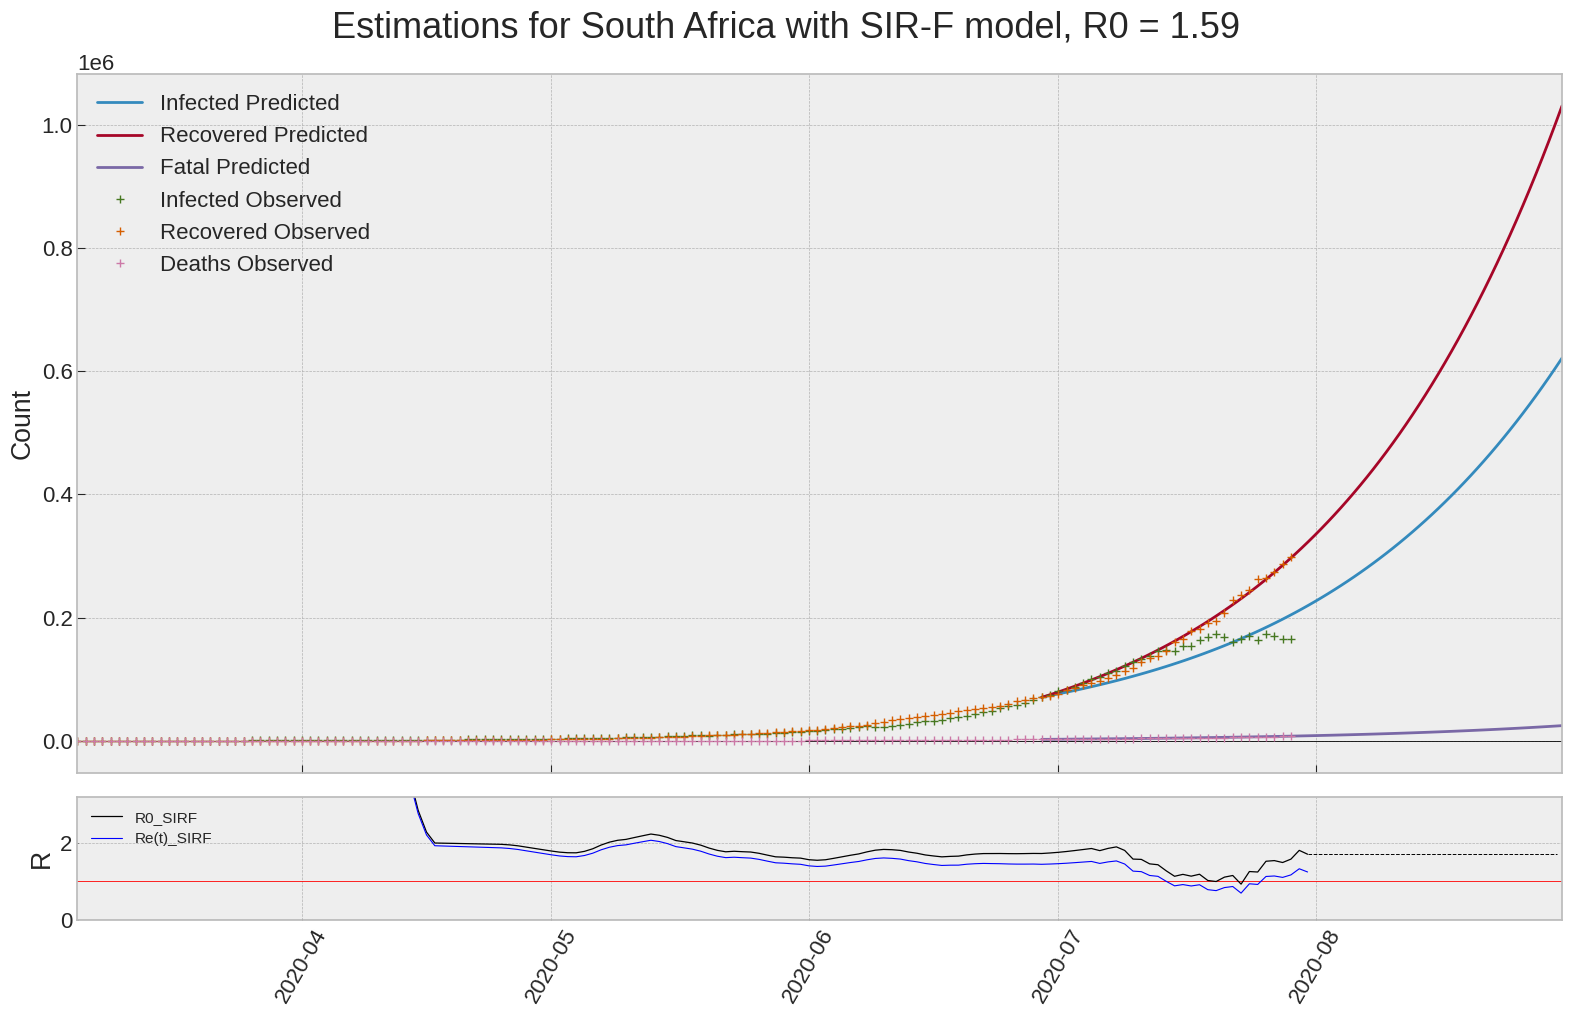 Estimations for South Africa with SIR-F model, R0 = 1.59
1e6
Infected Predicted
Recovered Predicted
Fatal Predicted
Infected Observed
Recovered Observed
Deaths Observed
1.0
0.8
0.6
0.4
0.2
0.0
Count
R0_SIRF
Re(t)_SIRF
2
0
R
2020-04
2020-05
2020-06
2020-07
2020-08